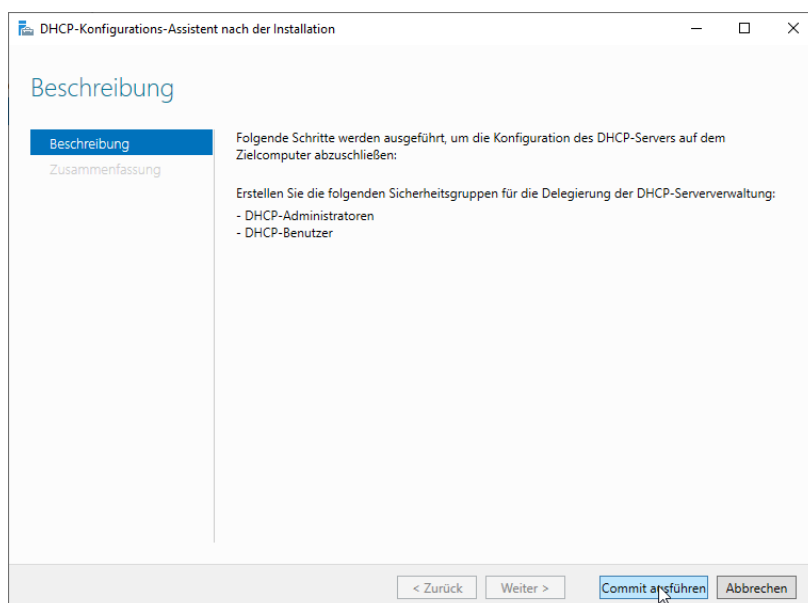 DHCP-Konfigurations-Assistent nach der Installation
Beschreibung
Beschreibung
Zusammenfassung
Folgende Schritte werden ausgeführt, um die Konfiguration des DHCP-Servers auf dem
Zielcomputer abzuschließen:
Erstellen Sie die folgenden Sicherheitsgruppen für die Delegierung der DHCP-Serververwaltung:
- DHCP-Administratoren
- DHCP-Benutzer
< Zurück
Weiter >
Commit ausführen
Abbrechen